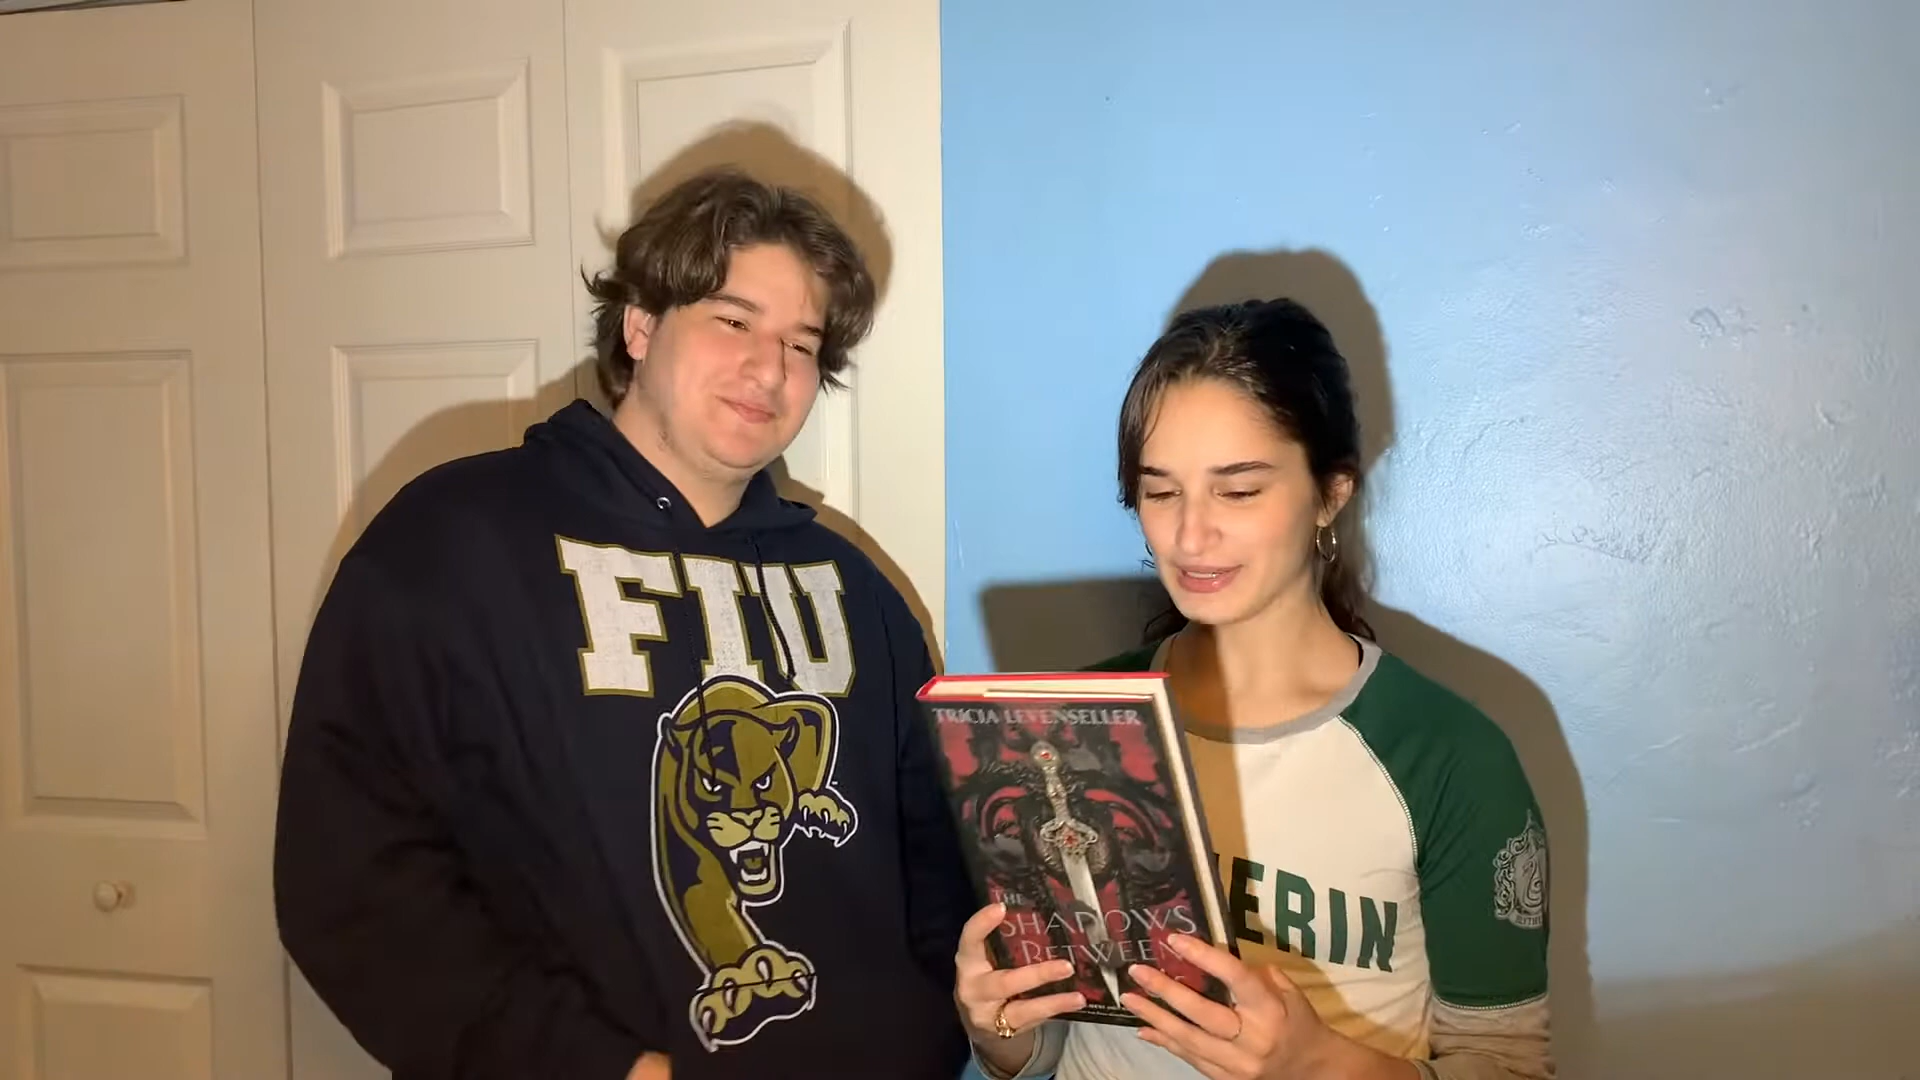 FIU
TRICIA LEVENSELLER
THE
SHADOWS
BETWEEN
ERIN